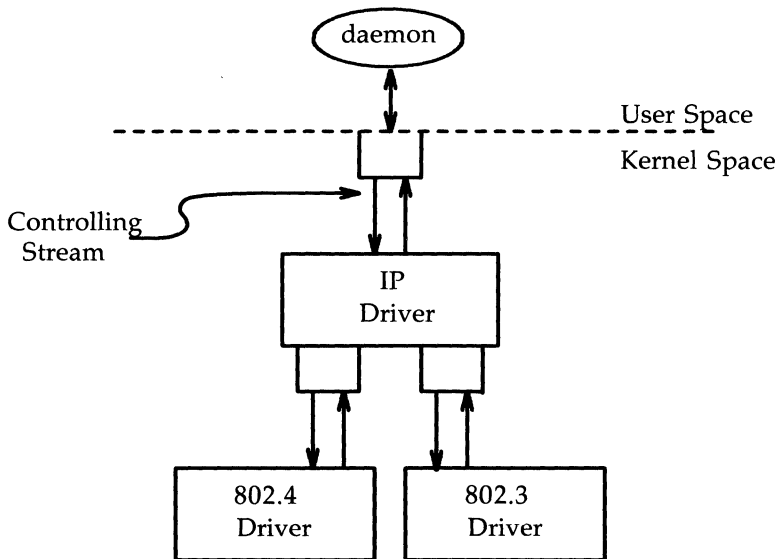 daemon
User Space
Kernel Space
Controlling
Stream
IP
Driver
802.4
Driver
802.3
Driver